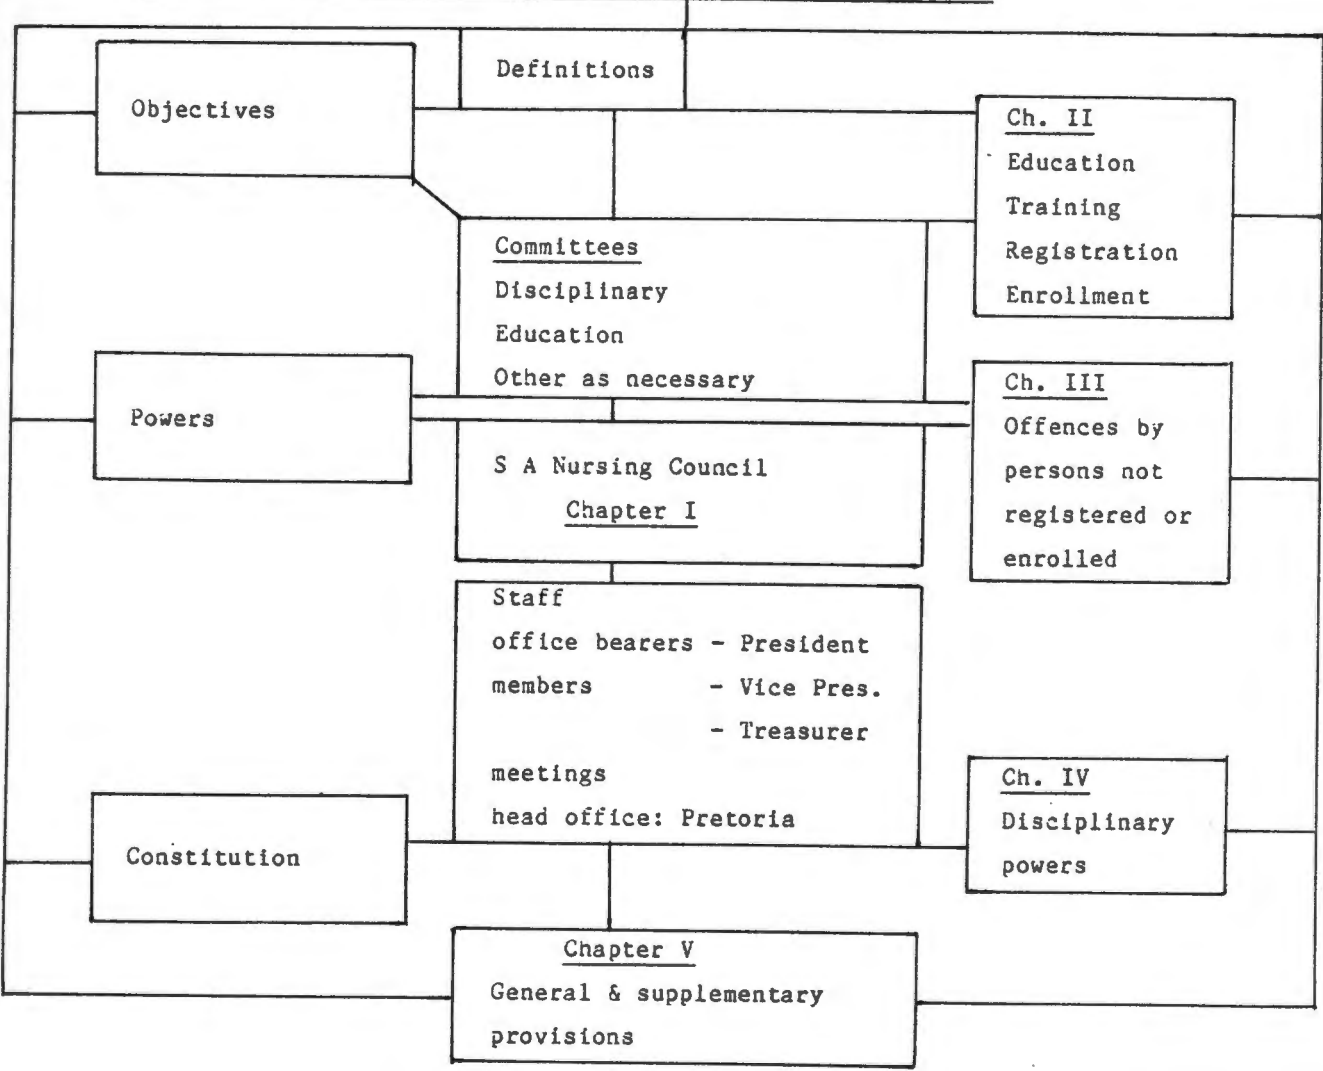 Definitions
Objectives
Ch. II
Education
Training
Registration
Enrollment
Committees
Disciplinary
Education
Other as necessary
Powers
Ch. III
Offences by
persons not
registered or
enrolled
S A Nursing Council
Chapter I
Staff
office bearers - President
members - Vice Pres.
- Treasurer
meetings
head office: Pretoria
Constitution
Ch. IV
Disciplinary
powers
Chapter V
General & supplementary
provisions